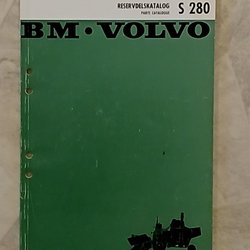 RESERVDELSKATALOG S 280
PARTS CATALOGUE
BM · VOLVO